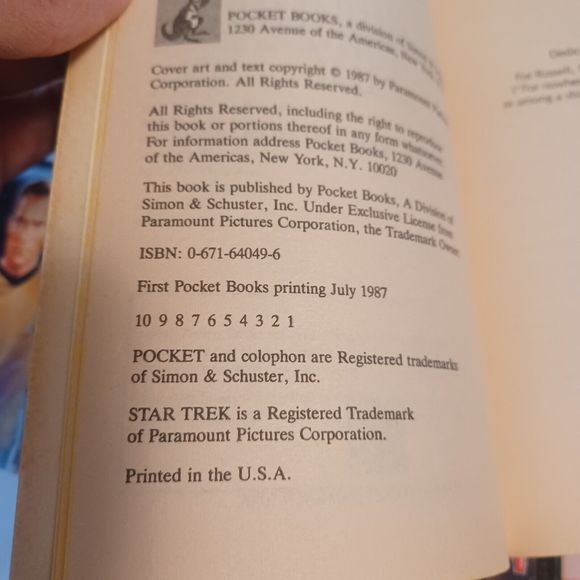 POCKET BOOKS, a division of Simon
1230 Avenue of the Americas, New York
Cover art and text copyright © 1987 by Paramount
Corporation. All Rights Reserved.
All Rights Reserved, including the right to reproduce
this book or portions thereof in any form whatsoever.
For information address Pocket Books, 1230 Avenue
of the Americas, New York, N.Y. 10020
This book is published by Pocket Books, A Division of
Simon & Schuster, Inc. Under Exclusive License from
Paramount Pictures Corporation, the Trademark Owner.
ISBN: 0-671-64049-6
First Pocket Books printing July 1987
10 9 8 7 6 5 4 3 2 1
POCKET and colophon are Registered trademarks
of Simon & Schuster, Inc.
STAR TREK is a Registered Trademark
of Paramount Pictures Corporation.
Printed in the U.S.A.
For Russell,